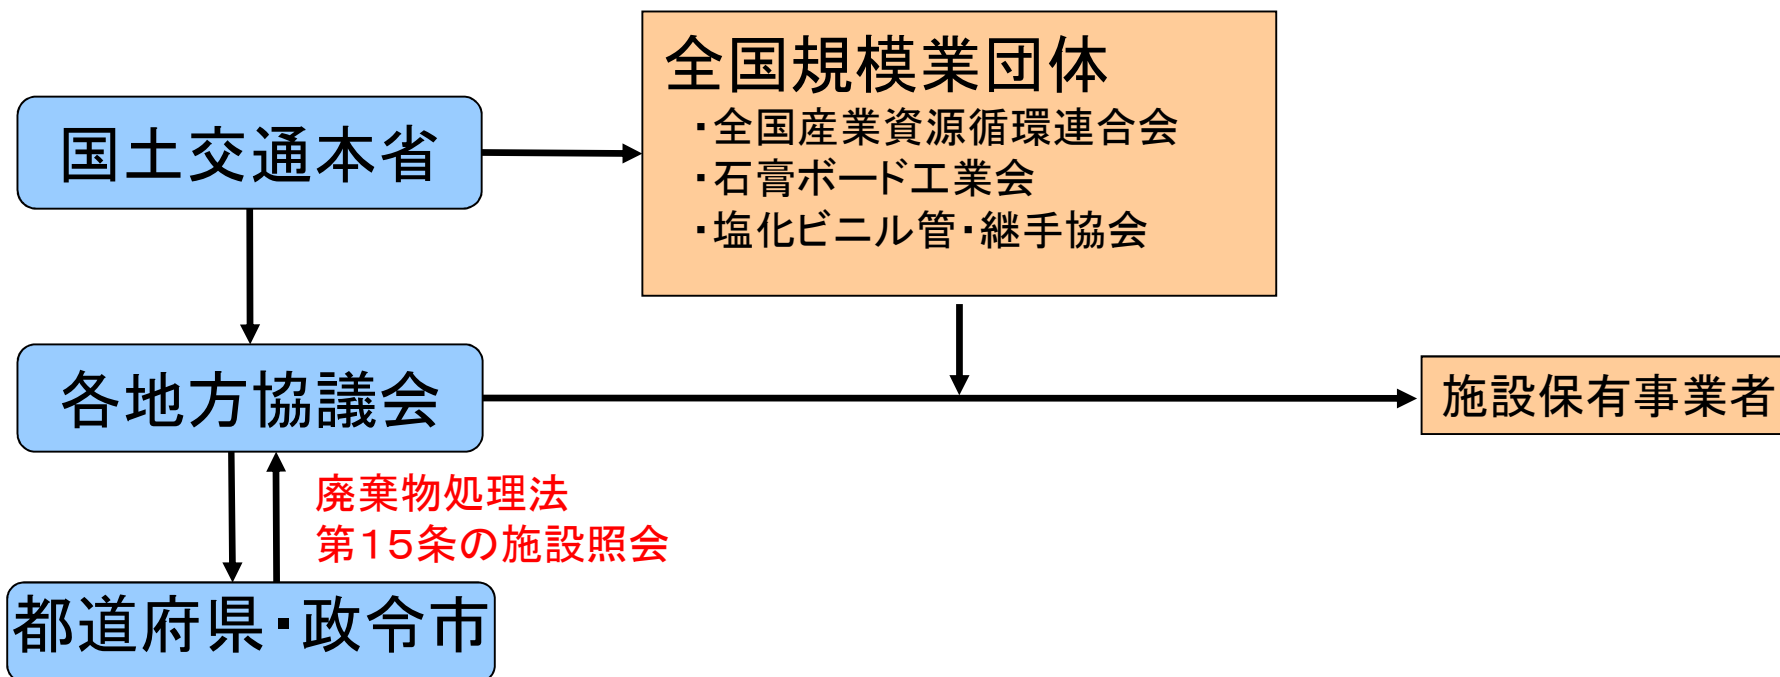 全国規模業団体
・全国産業資源循環連合会
・石膏ボード工業会
・塩化ビニル管・継手協会
国土交通本省
各地方協議会
施設保有事業者
廃棄物処理法
第15条の施設照会
都道府県・政令市